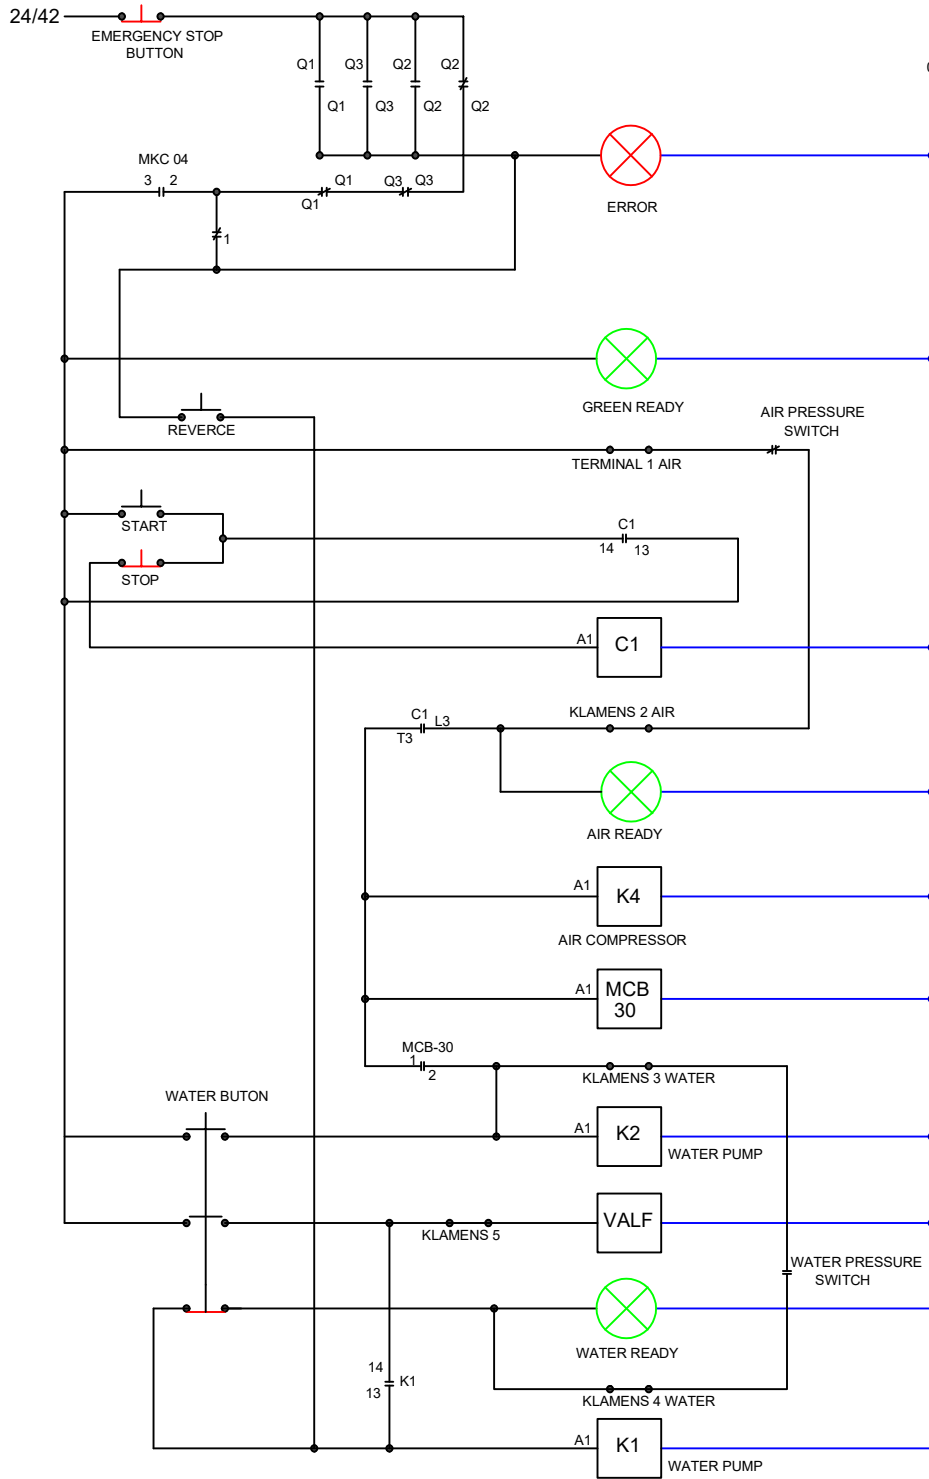 24/42
EMERGENCY STOP
BUTTON
Q1 Q3 Q2 Q2
Q1 Q3 Q2 Q2
MKC 04
3 2
Q1
Q1
Q3 Q3
1
ERROR
GREEN READY
REVERCE
AIR PRESSURE
SWITCH
TERMINAL 1 AIR
START
C1
14 13
STOP
A1 C1
C1
T3 L3
KLAMENS 2 AIR
AIR READY
A1 K4
AIR COMPRESSOR
A1 MCB
30
MCB-30
1
2
KLAMENS 3 WATER
WATER BUTON
A1 K2
WATER PUMP
KLAMENS 5
VALF
WATER PRESSURE
SWITCH
WATER READY
14
13
K1
KLAMENS 4 WATER
A1 K1
WATER PUMP